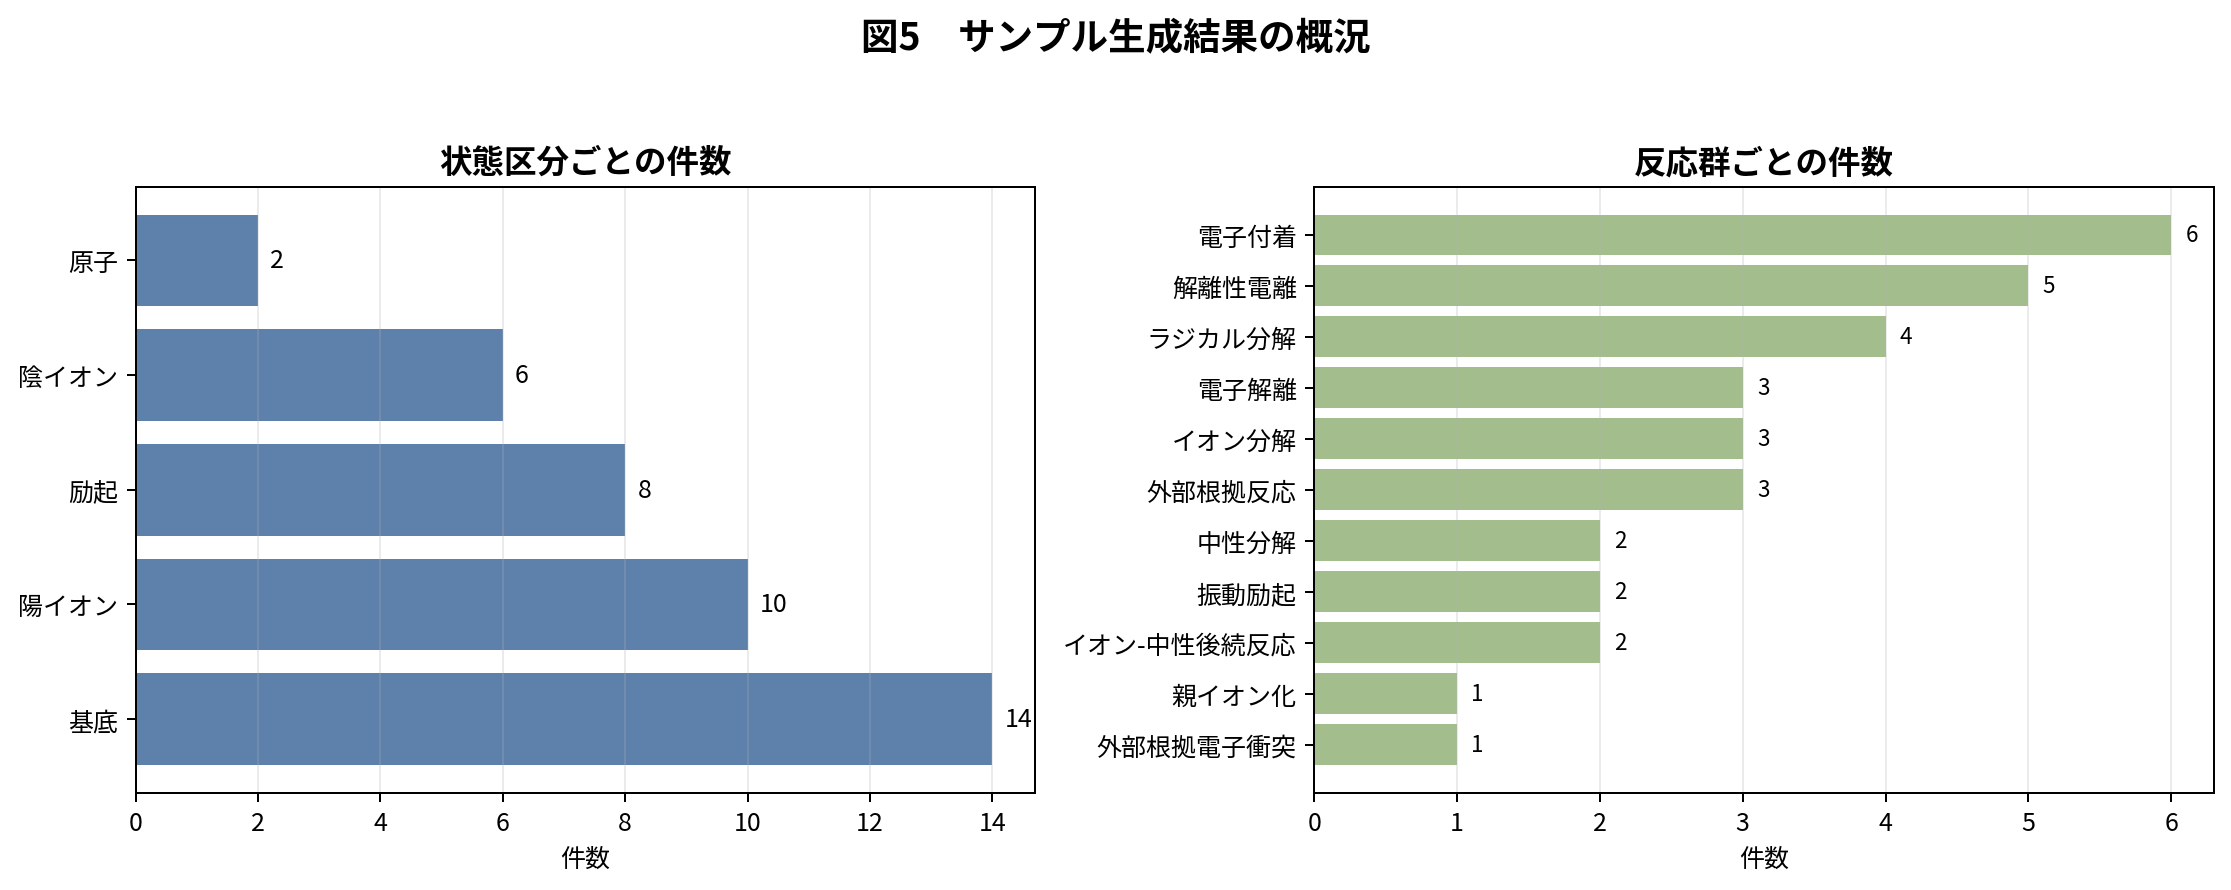 図5　サンプル生成結果の概況
状態区分ごとの件数
原子
2
陰イオン
6
励起
8
陽イオン
10
基底
14
0 2 4 6 8 10 12 14
件数
反応群ごとの件数
電子付着
6
解離性電離
5
ラジカル分解
4
電子解離
3
イオン分解
3
外部根拠反応
3
中性分解
2
振動励起
2
イオン-中性後続反応
2
親イオン化
1
外部根拠電子衝突
1
0 1 2 3 4 5 6
件数